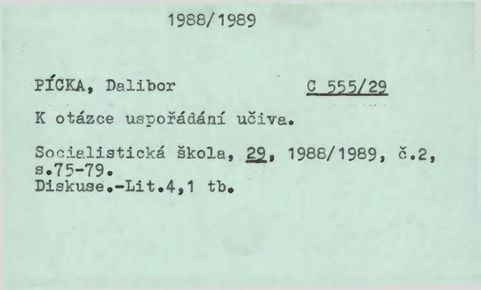 1988/1989
PÍCKA, Dalibor C 555/29
K otázce uspořádání učiva.
Socialistická škola, 29, 1988/1989, č.2,
s.75-79.
Diskuse.-Lit.4,1 tb.